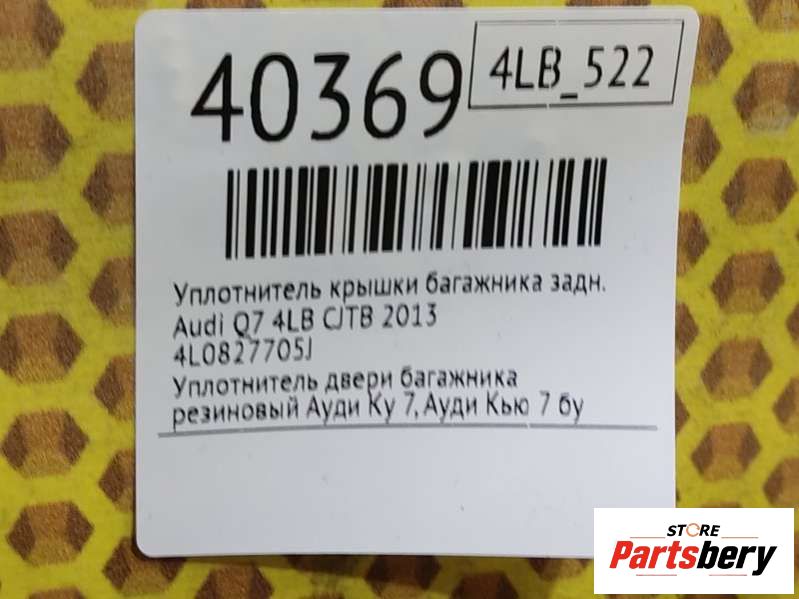 40369
4LB_522
Уплотнитель крышки багажника задн.
Audi Q7 4LB CJTB 2013
4L0827705J
Уплотнитель двери багажника
резиновый Ауди Ку 7, Ауди Кью 7 бу
STORE
Partsbery